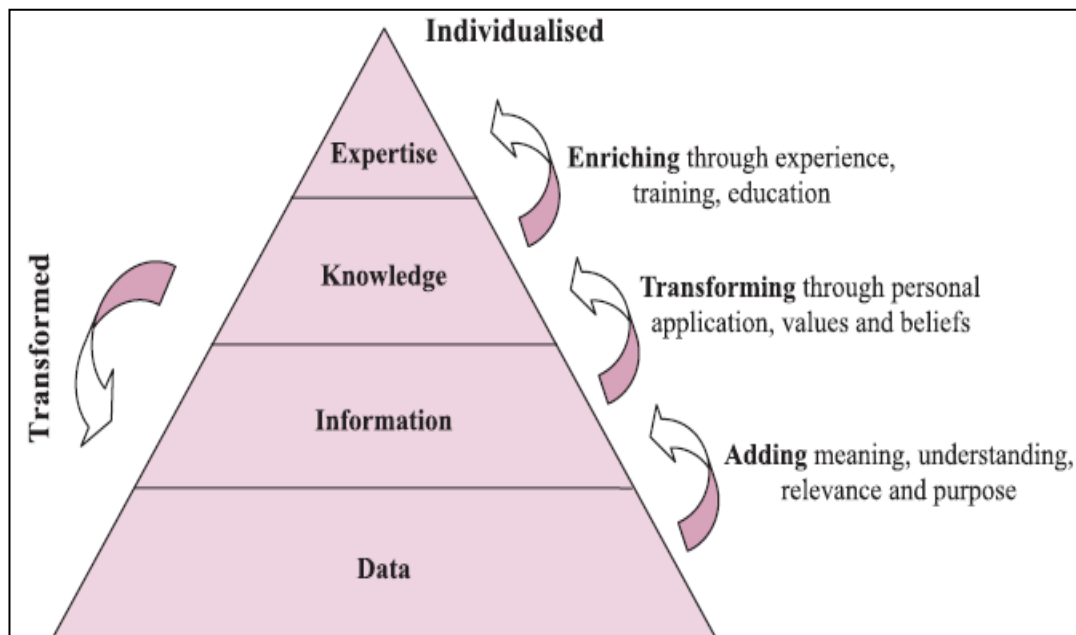 Individualised
Expertise
Enriching through experience,
training, education
Knowledge
Transforming through personal
application, values and beliefs
Transformed
Information
Adding meaning, understanding,
relevance and purpose
Data